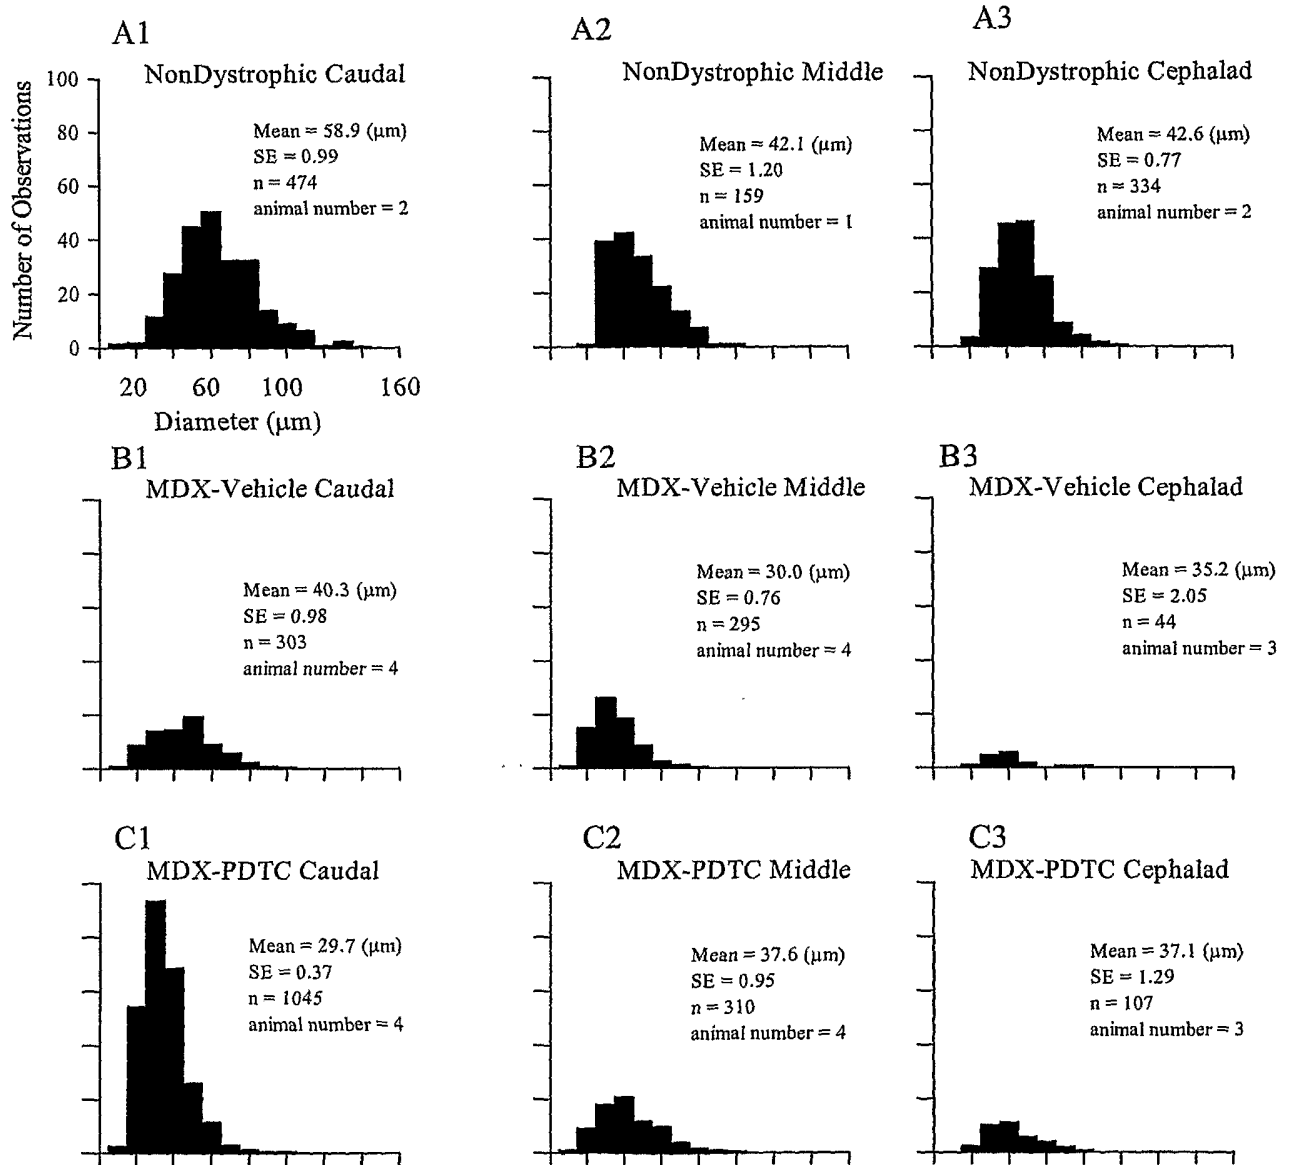 A1
NonDystrophic Caudal
Mean = 58.9 (μm)
SE = 0.99
n = 474
animal number = 2
Number of Observations
100
80
60
40
20
0
20 60 100 160
Diameter (μm)
A2
NonDystrophic Middle
Mean = 42.1 (μm)
SE = 1.20
n = 159
animal number = 1
A3
NonDystrophic Cephalad
Mean = 42.6 (μm)
SE = 0.77
n = 334
animal number = 2
B1
MDX-Vehicle Caudal
Mean = 40.3 (μm)
SE = 0.98
n = 303
animal number = 4
B2
MDX-Vehicle Middle
Mean = 30.0 (μm)
SE = 0.76
n = 295
animal number = 4
B3
MDX-Vehicle Cephalad
Mean = 35.2 (μm)
SE = 2.05
n = 44
animal number = 3
C1
MDX-PDTC Caudal
Mean = 29.7 (μm)
SE = 0.37
n = 1045
animal number = 4
C2
MDX-PDTC Middle
Mean = 37.6 (μm)
SE = 0.95
n = 310
animal number = 4
C3
MDX-PDTC Cephalad
Mean = 37.1 (μm)
SE = 1.29
n = 107
animal number = 3